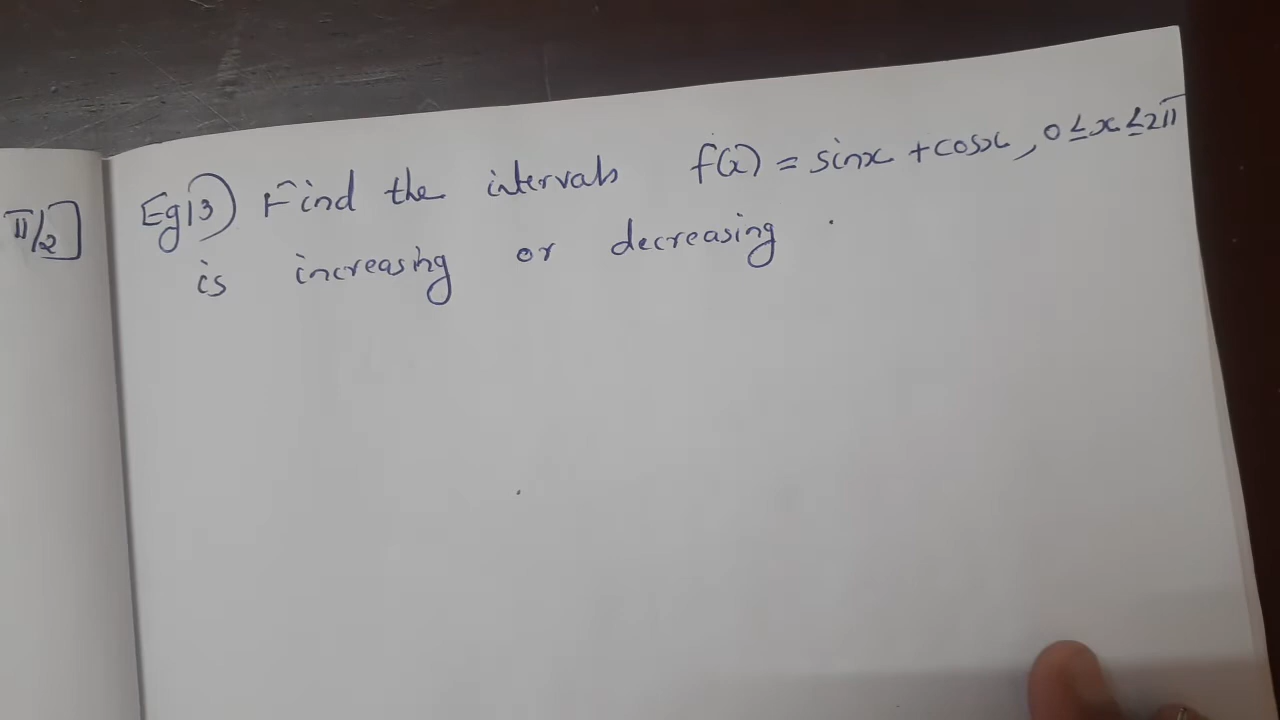 π/2]
Eg13) Find the intervals f(x) = sinx + cosx, 0 ≤ x ≤ 2π
is increasing or decreasing.